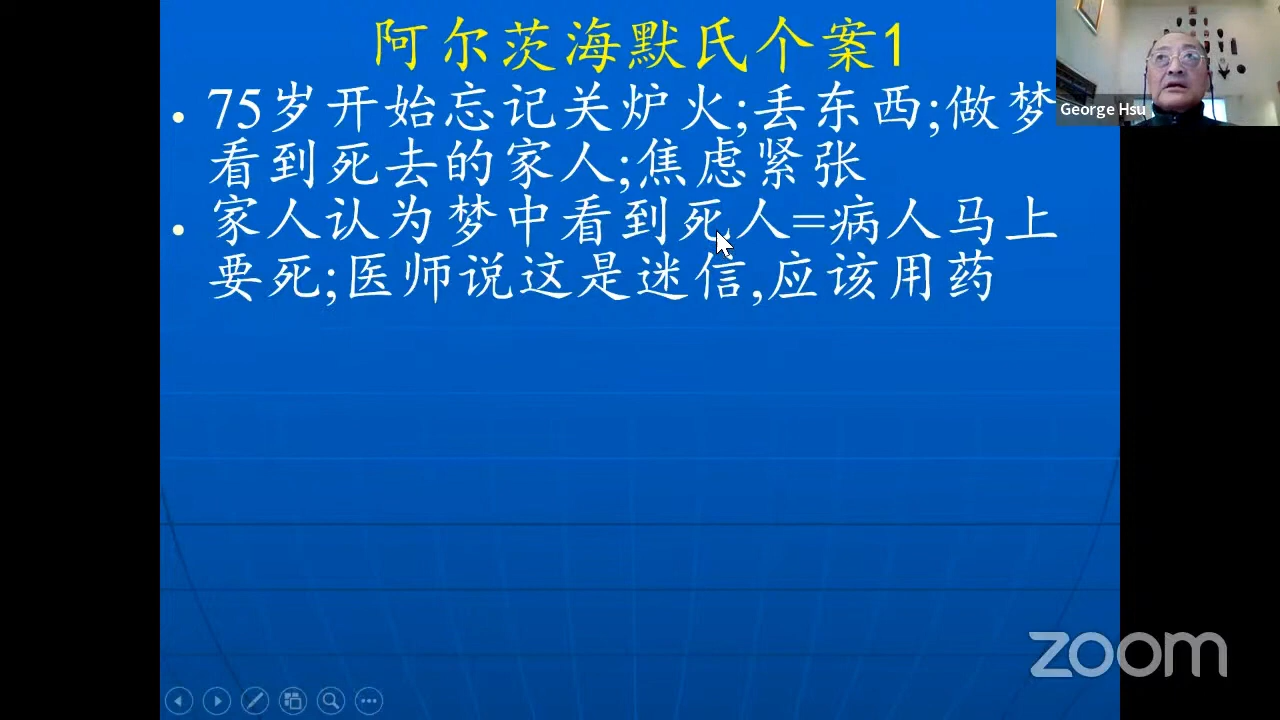 阿尔茨海默氏个案1
75岁开始忘记关炉火;丢东西;做梦
看到死去的家人;焦虑紧张
家人认为梦中看到死人=病人马上
要死;医师说这是迷信,应该用药
George Hsu
zoom